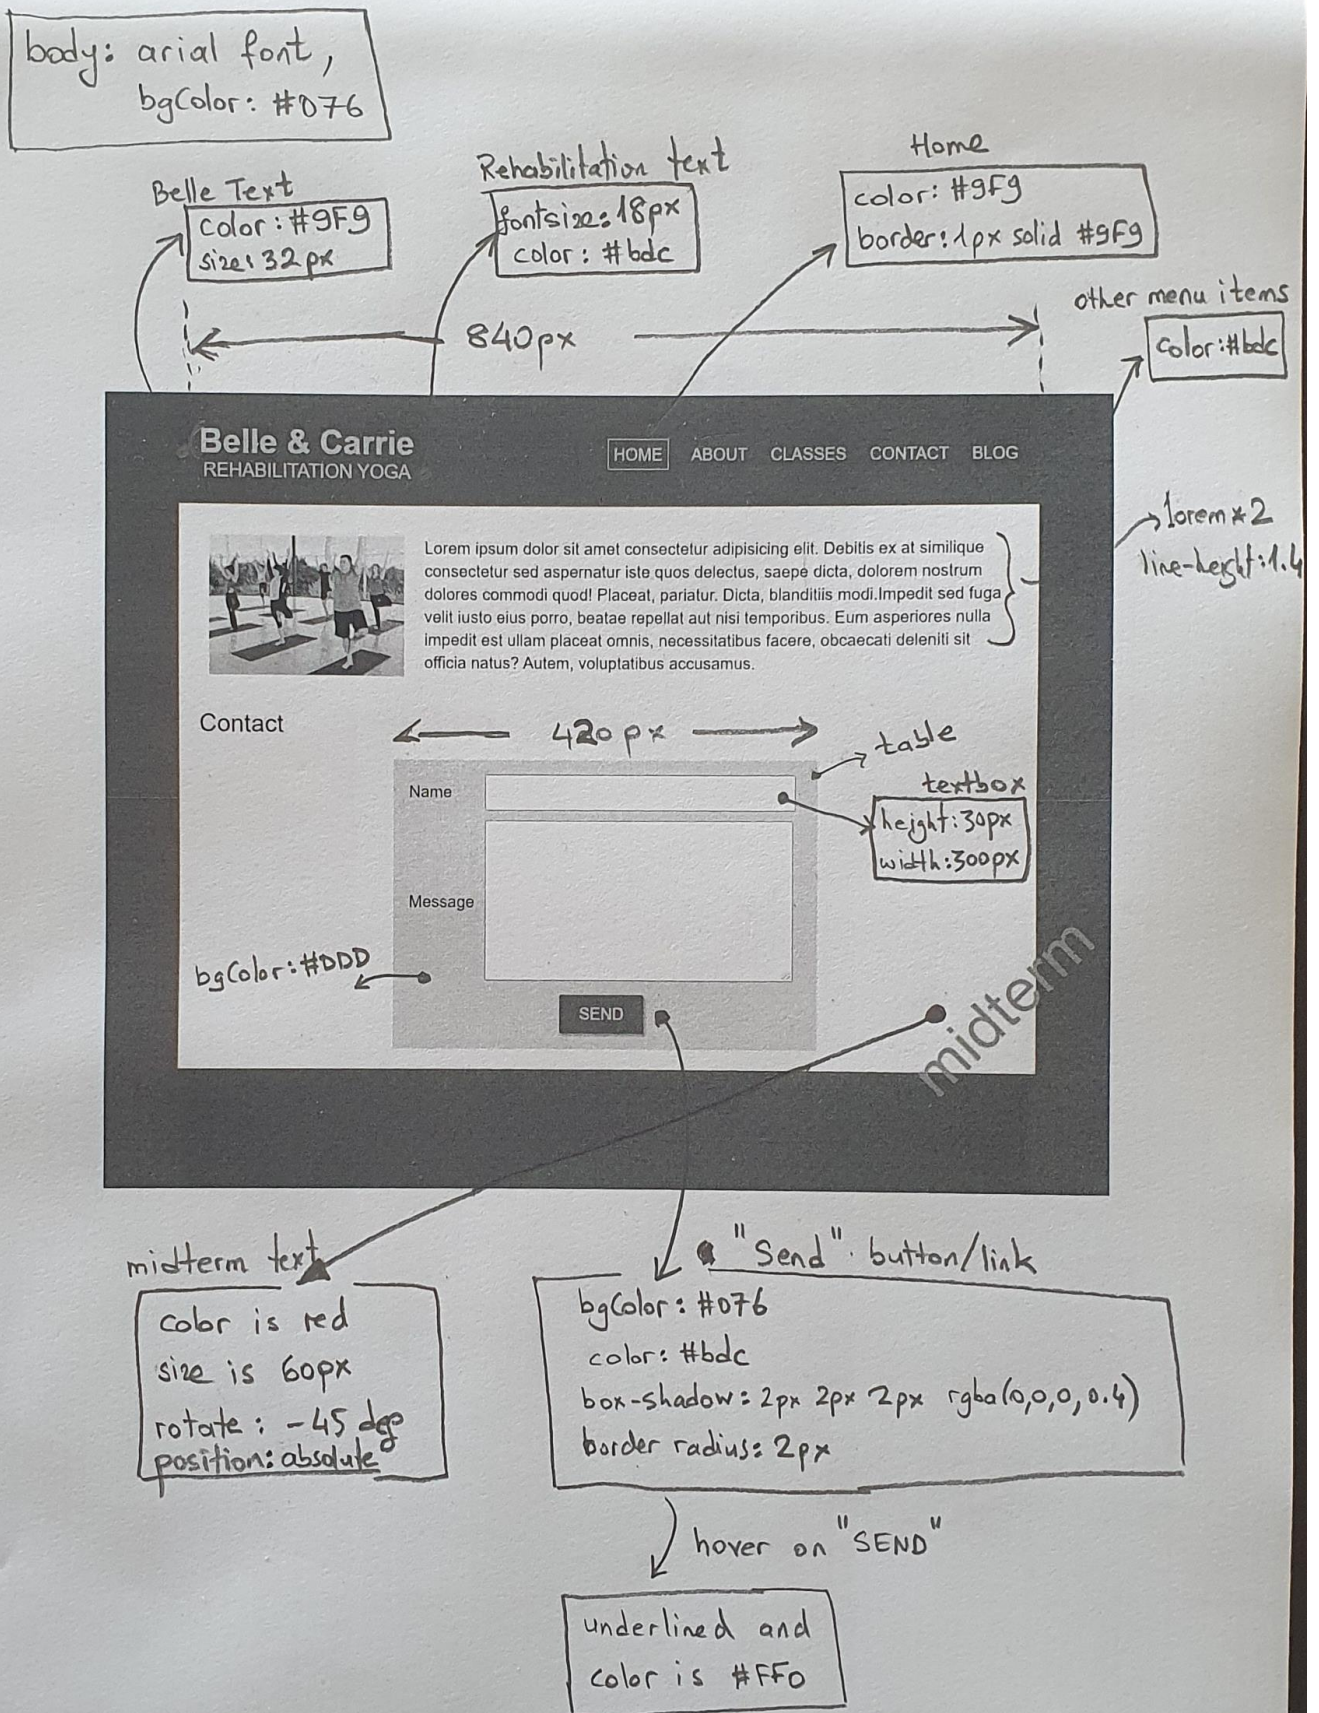 body: arial font,
bgColor: #076
Belle Text
color: #9F9
size: 32px
Rehabilitation text
fontsize: 18px
color: #bdc
Home
color: #9F9
border: 1px solid #9F9
other menu items
color: #bdc
840px
Belle & Carrie
REHABILITATION YOGA
HOME ABOUT CLASSES CONTACT BLOG
lorem*2
line-height: 1.4
Lorem ipsum dolor sit amet consectetur adipisicing elit. Debitis ex at similique
consectetur sed aspernatur iste quos delectus, saepe dicta, dolorem nostrum
dolores commodi quod! Placeat, pariatur. Dicta, blanditiis modi.Impedit sed fuga
velit iusto eius porro, beatae repellat aut nisi temporibus. Eum asperiores nulla
impedit est ullam placeat omnis, necessitatibus facere, obcaecati deleniti sit
officia natus? Autem, voluptatibus accusamus.
Contact
420px
table
Name
textbox
height: 30px
width: 300px
Message
bgColor: #DDD
SEND
midterm
midterm text
color is red
size is 60px
rotate: -45 deg
position: absolute
"Send" button/link
bgColor: #076
color: #bdc
box-shadow: 2px 2px 2px rgba(0,0,0,0.4)
border radius: 2px
hover on "SEND"
underlined and
color is #FF0